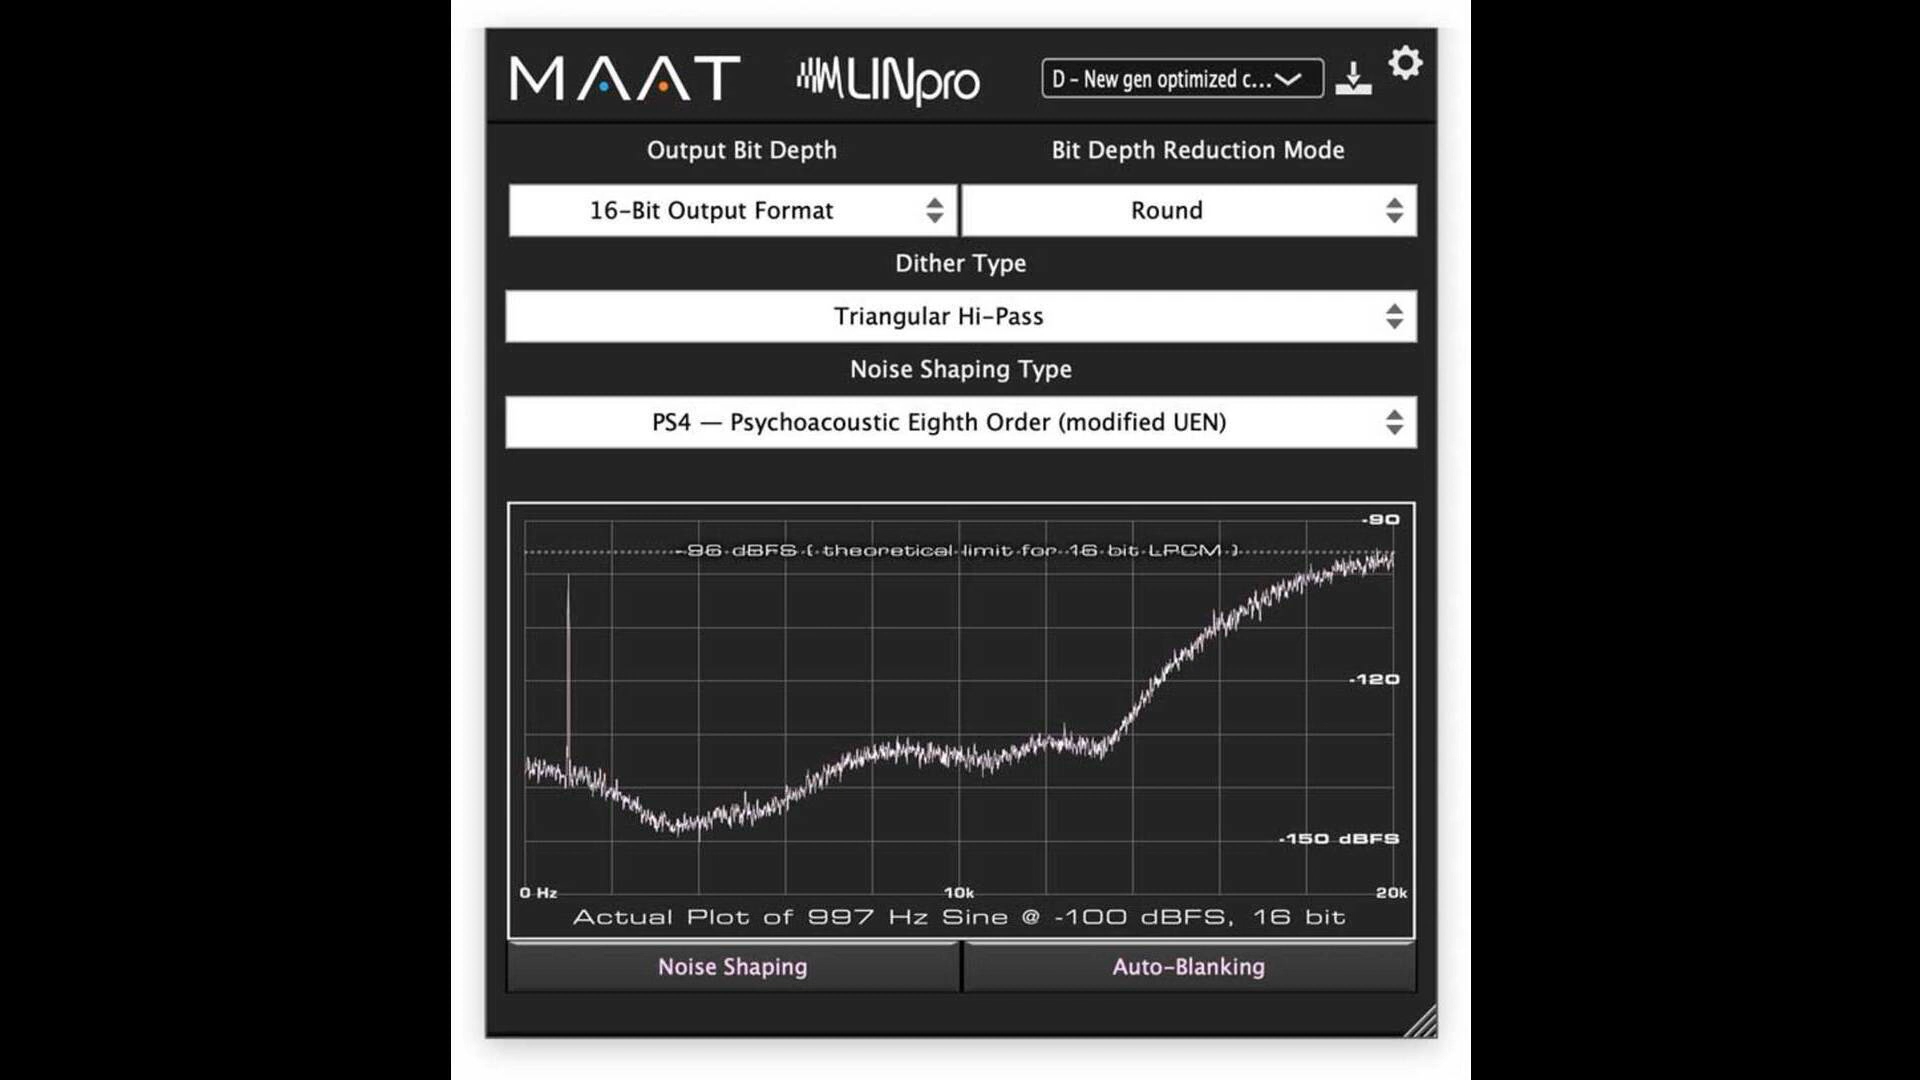 MAAT LINpro D - New gen optimized c...
Output Bit Depth Bit Depth Reduction Mode
16-Bit Output Format Round
Dither Type
Triangular Hi-Pass
Noise Shaping Type
PS4 — Psychoacoustic Eighth Order (modified UEN)
-90
-96 dBFS ( theoretical limit for 16 bit LPCM )
-120
-150 dBFS
0 Hz 10k 20k
Actual Plot of 997 Hz Sine @ -100 dBFS, 16 bit
Noise Shaping Auto-Blanking